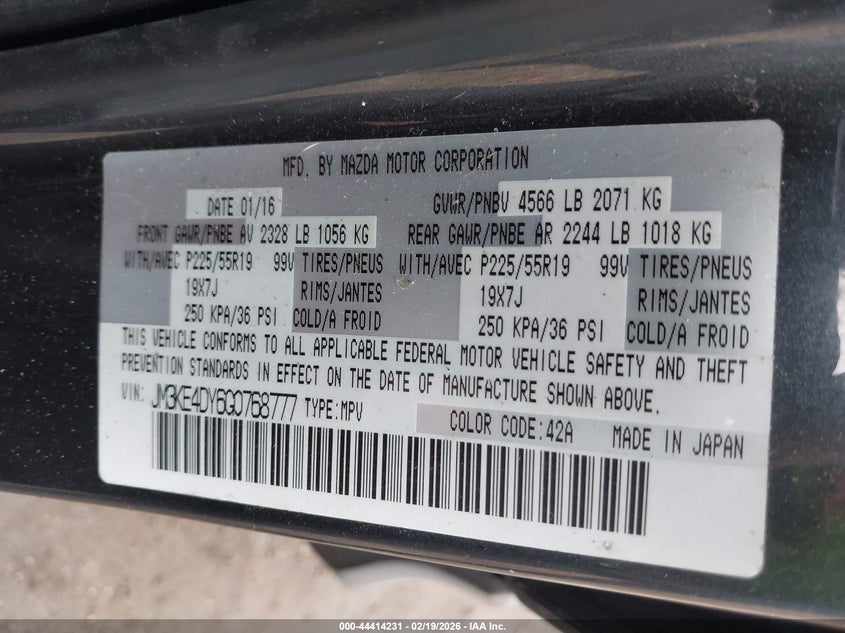 MFD. BY MAZDA MOTOR CORPORATION
DATE 01/16 GVWR/PNBV 4566 LB 2071 KG
FRONT GAWR/PNBE AV 2328 LB 1056 KG REAR GAWR/PNBE AR 2244 LB 1018 KG
WITH/AVEC P225/55R19 99V TIRES/PNEUS WITH/AVEC P225/55R19 99V TIRES/PNEUS
19X7J RIMS/JANTES 19X7J RIMS/JANTES
250 KPA/36 PSI COLD/A FROID 250 KPA/36 PSI COLD/A FROID
THIS VEHICLE CONFORMS TO ALL APPLICABLE FEDERAL MOTOR VEHICLE SAFETY AND THEFT
PREVENTION STANDARDS IN EFFECT ON THE DATE OF MANUFACTURE SHOWN ABOVE.
VIN: JM3KE4DY6G0768777 TYPE:MPV COLOR CODE:42A MADE IN JAPAN
000-44414231 - 02/19/2026 - IAA Inc.